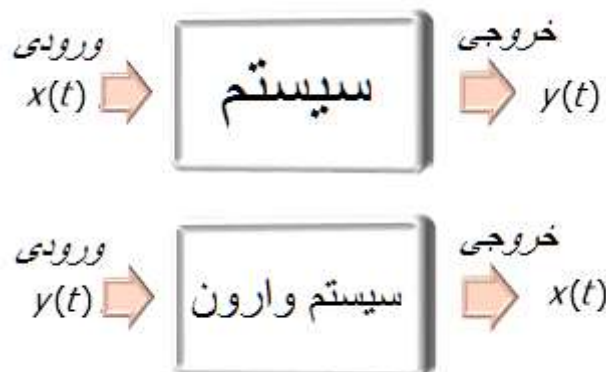 ورودی
x(t)
سیستم
خروجی
y(t)
ورودی
y(t)
سیستم وارون
خروجی
x(t)